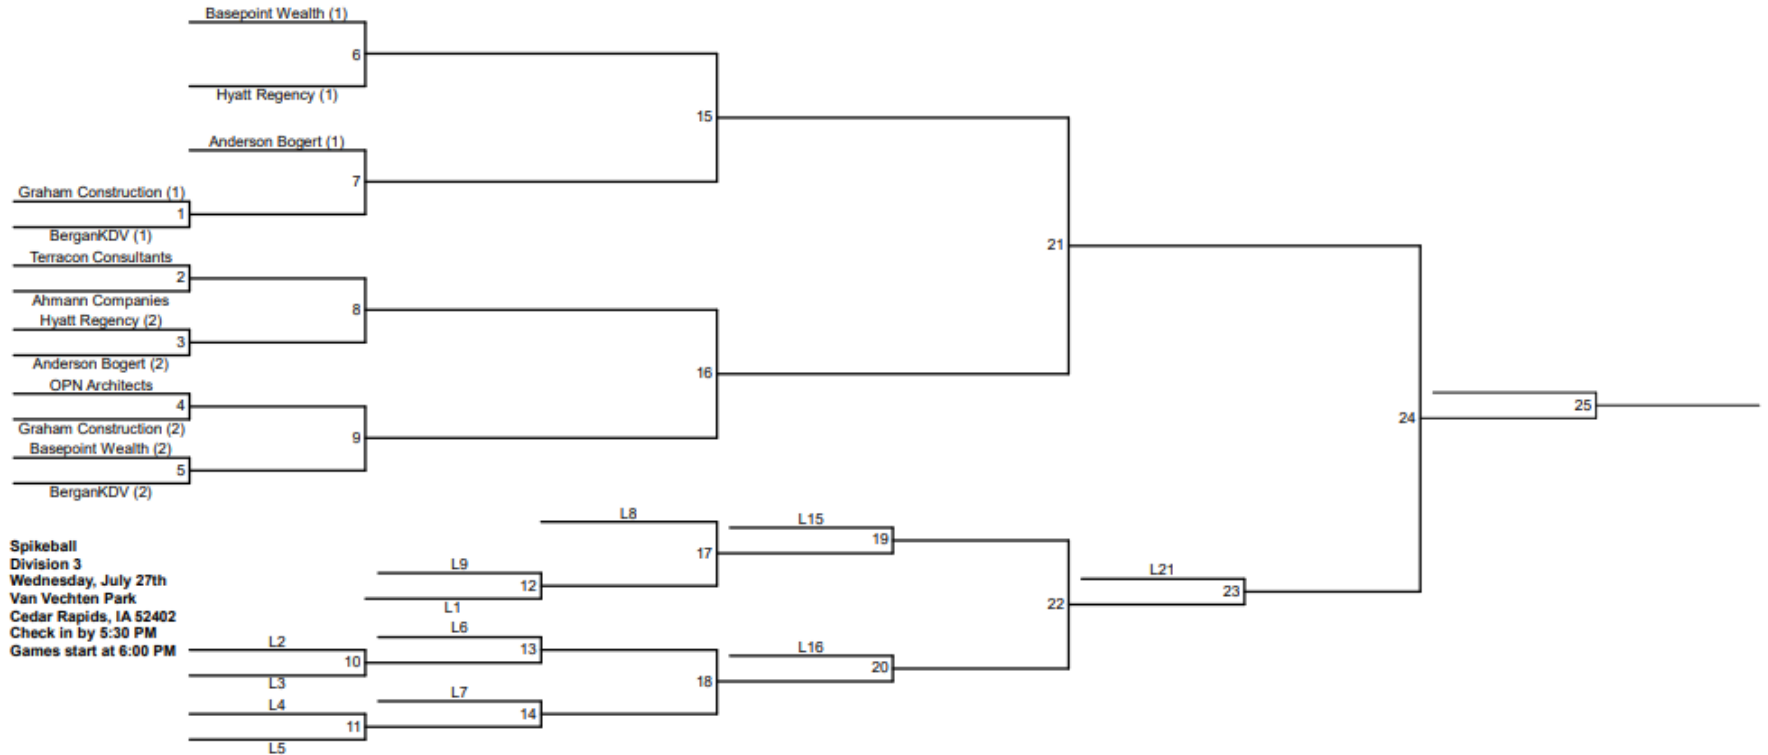 Basepoint Wealth (1)
6
Hyatt Regency (1)
15
Anderson Bogert (1)
7
Graham Construction (1)
1
BerganKDV (1)
21
Terracon Consultants
2
Ahmann Companies
8
Hyatt Regency (2)
3
Anderson Bogert (2)
16
OPN Architects
4
Graham Construction (2)
9
Basepoint Wealth (2)
5
BerganKDV (2)
24
25
L8
L15
17
19
L9
12
L1
L21
22
23
Spikeball
Division 3
Wednesday, July 27th
Van Vechten Park
Cedar Rapids, IA 52402
Check in by 5:30 PM
Games start at 6:00 PM
L2
10
L3
L6
13
L16
18
20
L4
11
L5
L7
14